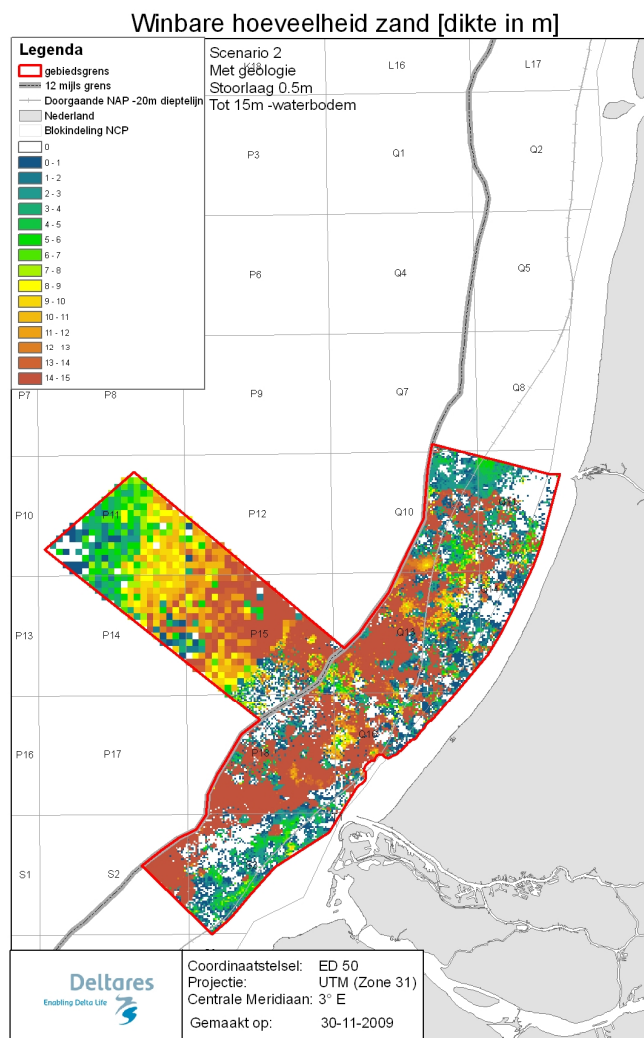 Winbare hoeveelheid zand [dikte in m]
Legenda
gebiedsgrens
12 mijls grens
Doorgaande NAP -20m dieptelijn
Nederland
Blokindeling NCP
0
0 - 1
1 - 2
2 - 3
3 - 4
4 - 5
5 - 6
6 - 7
7 - 8
8 - 9
9 - 10
10 - 11
11 - 12
12 - 13
13 - 14
14 - 15
Scenario 2
Met geologie
Stoorlaag 0.5m
Tot 15m -waterbodem
K18
L16
L17
P3
Q1
Q2
P6
Q4
Q5
P7
P8
P9
Q7
Q8
P10
P11
P12
Q10
Q11
P13
P14
P15
Q13
P16
P17
P18
Q16
S1
S2
Deltares
Enabling Delta Life
Coordinaatstelsel: ED 50
Projectie: UTM (Zone 31)
Centrale Meridiaan: 3° E
Gemaakt op: 30-11-2009